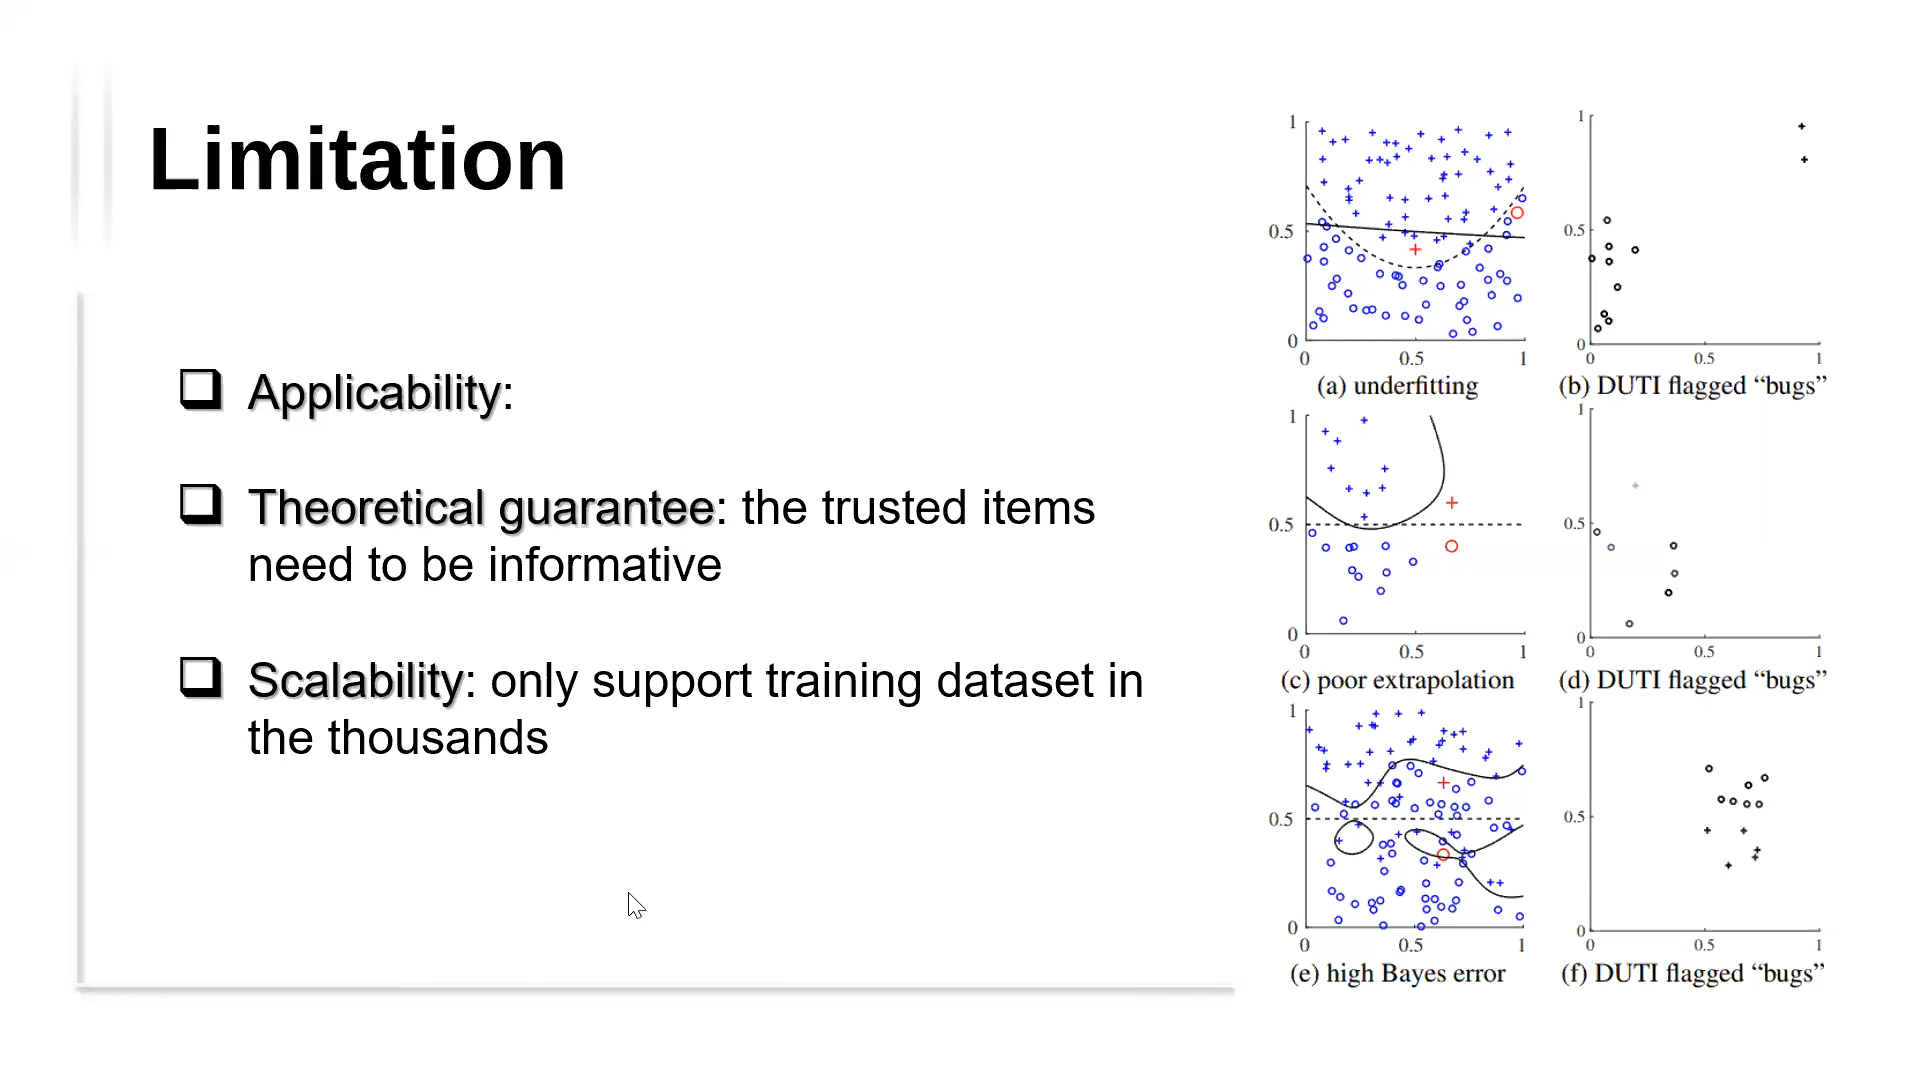 Limitation
Applicability:
Theoretical guarantee: the trusted items
need to be informative
Scalability: only support training dataset in
the thousands
1
0.5
0
0 0.5 1
(a) underfitting
1
0.5
0
0 0.5 1
(b) DUTI flagged “bugs”
1
0.5
0
0 0.5 1
(c) poor extrapolation
1
0.5
0
0 0.5 1
(d) DUTI flagged “bugs”
1
0.5
0
0 0.5 1
(e) high Bayes error
1
0.5
0
0 0.5 1
(f) DUTI flagged “bugs”